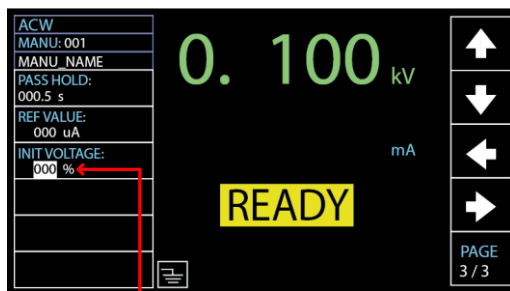 ACW
MANU: 001
MANU_NAME
PASS HOLD:
000.5 s
REF VALUE:
000 uA
INIT VOLTAGE:
000 %
0. 100 kV
mA
READY
PAGE
3 / 3